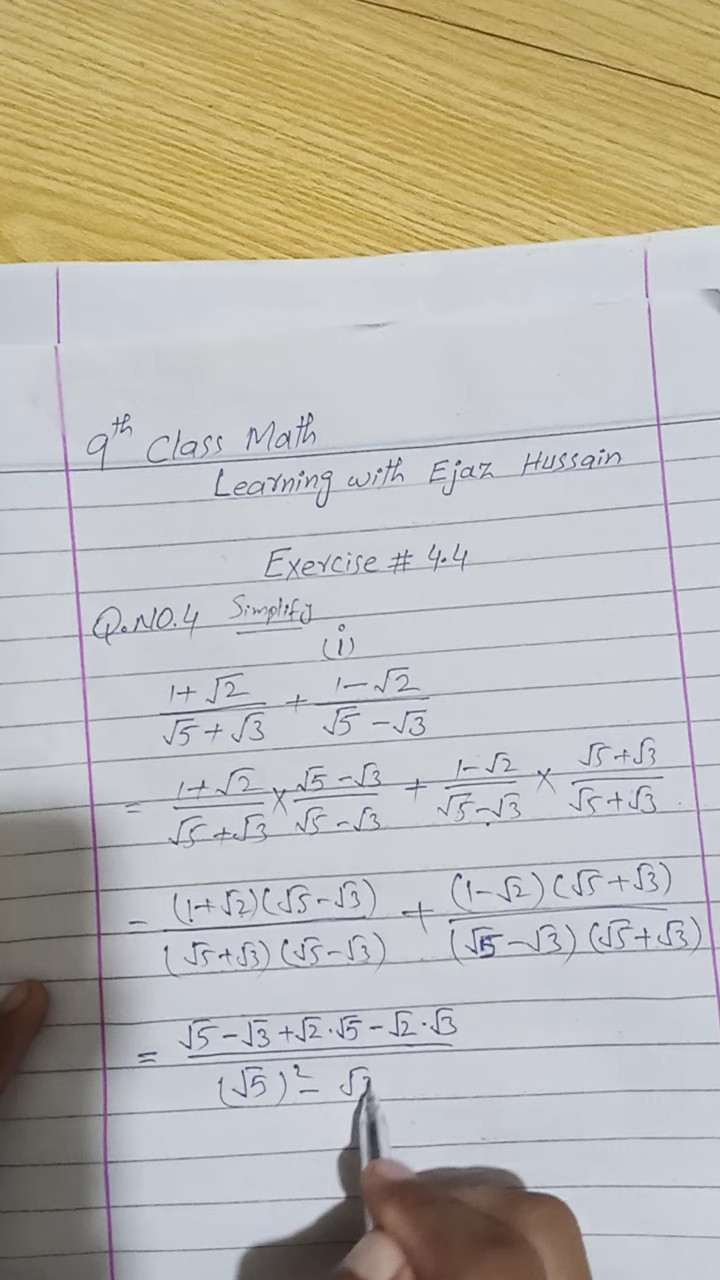 9th Class Math
Learning with Ejaz Hussain
Exercise # 4.4
Q.NO.4 Simplify
(i)
(1+√2)/(√5+√3) + (1-√2)/(√5-√3)
= (1+√2)/(√5+√3) × (√5-√3)/(√5-√3) + (1-√2)/(√5-√3) × (√5+√3)/(√5+√3)
= (1+√2)(√5-√3)/(√5+√3)(√5-√3) + (1-√2)(√5+√3)/(√5-√3)(√5+√3)
= √5-√3+√2·√5-√2·√3
(√5)²-√